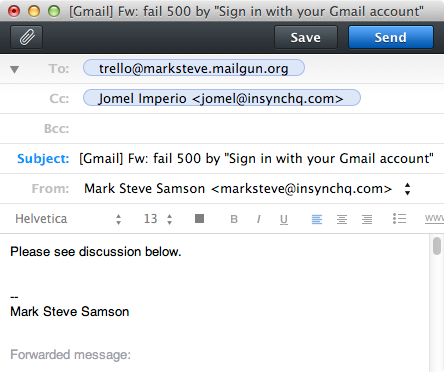 [Gmail] Fw: fail 500 by "Sign in with your Gmail account"
Save Send
To: trello@marksteve.mailgun.org
Cc: Jomel Imperio <jomel@insynchq.com>
Bcc:
Subject: [Gmail] Fw: fail 500 by "Sign in with your Gmail account"
From: Mark Steve Samson <marksteve@insynchq.com>
Helvetica 13 B I U www
Please see discussion below.
--
Mark Steve Samson
Forwarded message: